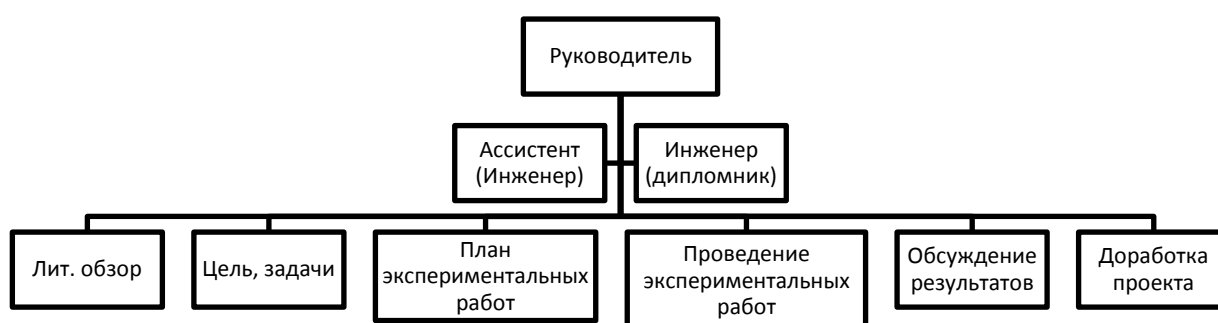 Руководитель
Ассистент
(Инженер)
Инженер
(дипломник)
Лит. обзор
Цель, задачи
План
экспериментальных
работ
Проведение
экспериментальных
работ
Обсуждение
результатов
Доработка
проекта